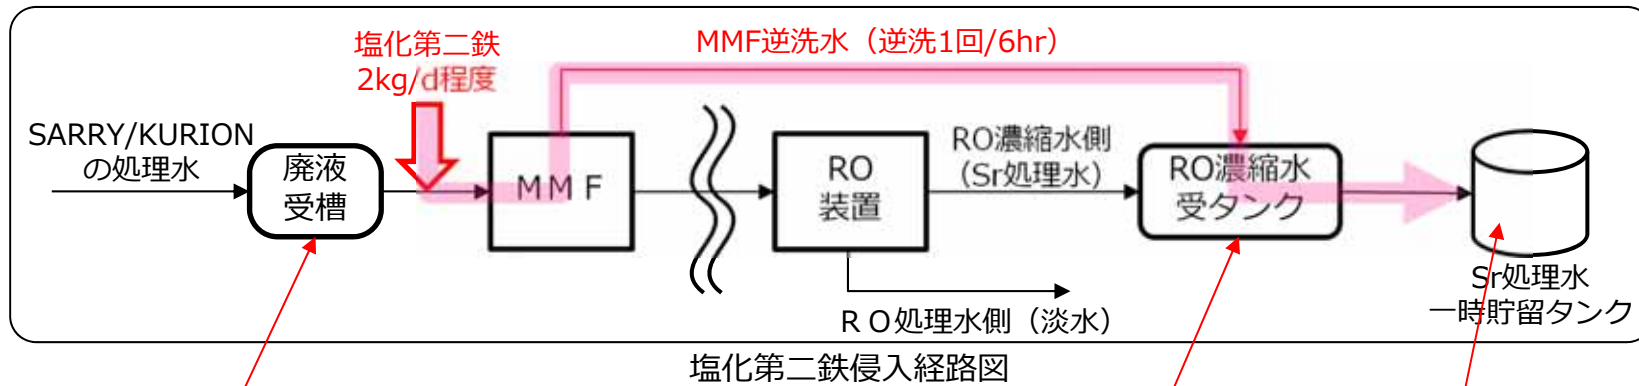 塩化第二鉄
2kg/d程度
MMF逆洗水（逆洗1回/6hr）
SARRY/KURION
の処理水
廃液
受槽
ＭＭＦ
RO
装置
RO濃縮水側
（Sr処理水）
RO濃縮水
受タンク
Sr処理水
一時貯留タンク
ＲＯ処理水側（淡水）
塩化第二鉄侵入経路図